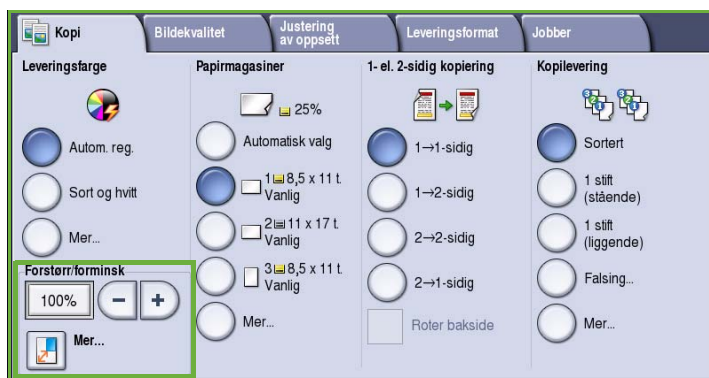 Kopi
Bildekvalitet
Justering
av oppsett
Leveringsformat
Jobber
Leveringsfarge
Autom. reg.
Sort og hvitt
Mer...
Forstørr/forminsk
100%
Mer...
Papirmagasiner
25%
Automatisk valg
1 8,5 x 11 t.
Vanlig
2 11 x 17 t.
Vanlig
3 8,5 x 11 t.
Vanlig
Mer...
1- el. 2-sidig kopiering
1→1-sidig
1→2-sidig
2→2-sidig
2→1-sidig
Roter bakside
Kopilevering
Sortert
1 stift
(stående)
1 stift
(liggende)
Falsing...
Mer...